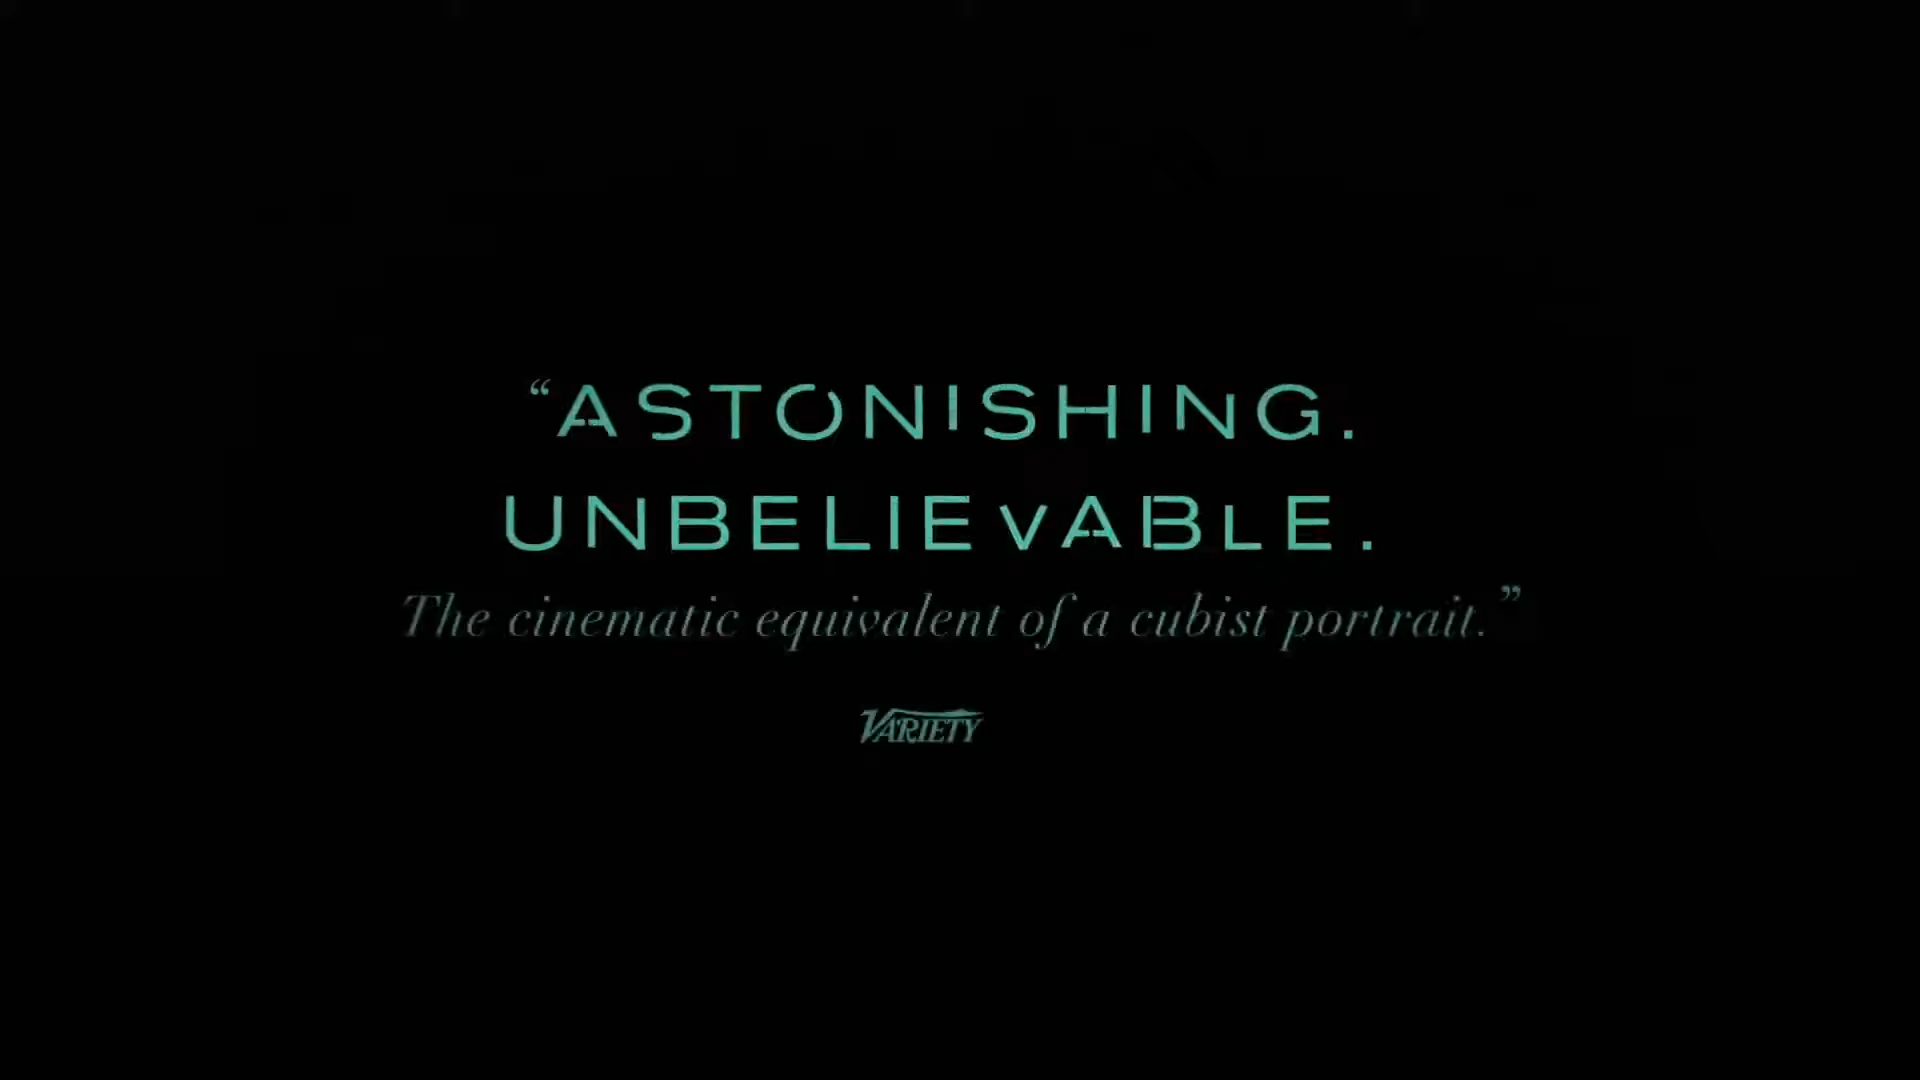 “ASTONISHING.
UNBELIEVABLE.
The cinematic equivalent of a cubist portrait.”
VARIETY